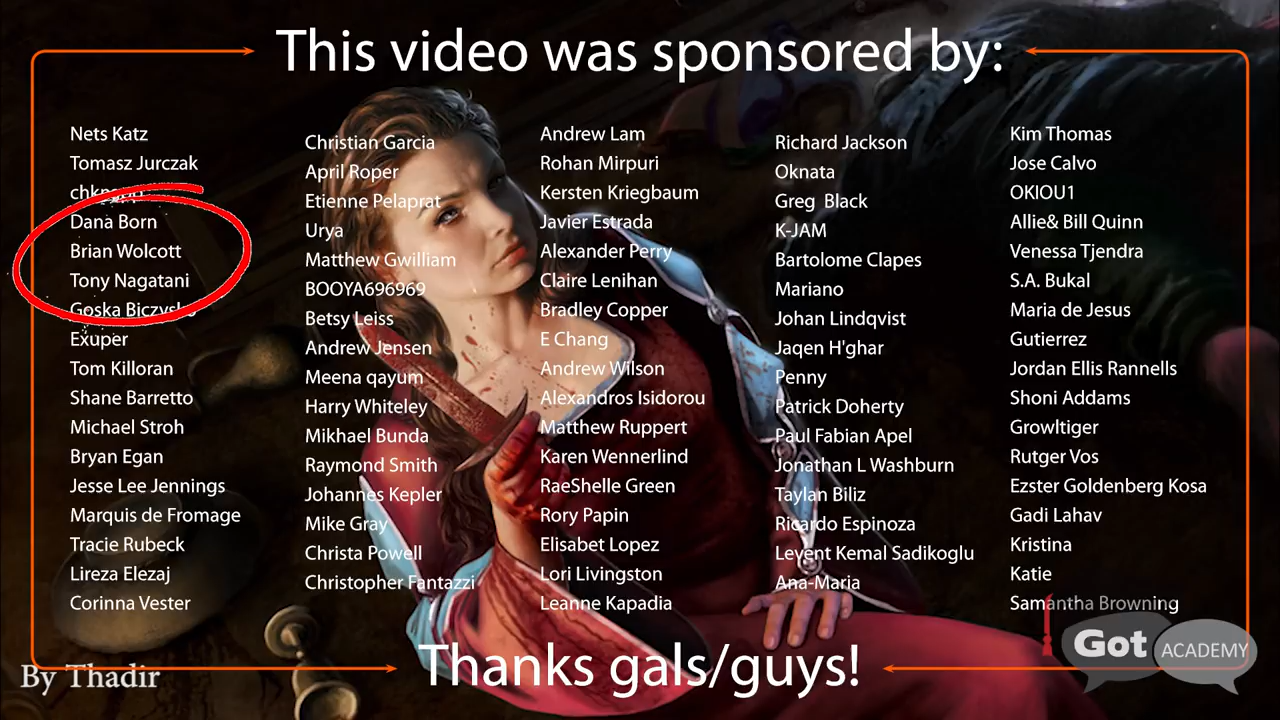 This video was sponsored by:
Nets Katz
Tomasz Jurczak
Dana Born
Brian Wolcott
Tony Nagatani
Goska
Exuper
Tom Killoran
Shane Barretto
Michael Stroh
Bryan Egan
Jesse Lee Jennings
Marquis de Fromage
Tracie Rubeck
Lireza Elezaj
Corinna Vester
Christian Garcia
April Roper
Etienne Pelaprat
Urya
Matthew Gwilliam
BOOYA696969
Betsy Leiss
Andrew Jensen
Meena qayum
Harry Whiteley
Mikhael Bunda
Raymond Smith
Johannes Kepler
Mike Gray
Christa Powell
Christopher Fantazzi
Andrew Lam
Rohan Mirpuri
Kersten Kriegbaum
Javier Estrada
Alexander Perry
Claire Lenihan
Bradley Copper
E Chang
Andrew Wilson
Alexandros Isidorou
Matthew Ruppert
Karen Wennerlind
RaeShelle Green
Rory Papin
Elisabet Lopez
Lori Livingston
Leanne Kapadia
Richard Jackson
Oknata
Greg Black
K-JAM
Bartolome Clapes
Mariano
Johan Lindqvist
Jaqen H'ghar
Penny
Patrick Doherty
Paul Fabian Apel
Jonathan L Washburn
Taylan Biliz
Ricardo Espinoza
Levent Kemal Sadikoglu
Ana-Maria
Kim Thomas
Jose Calvo
OKIOU1
Allie& Bill Quinn
Venessa Tjendra
S.A. Bukal
Maria de Jesus
Gutierrez
Jordan Ellis Rannells
Shoni Addams
Growltiger
Rutger Vos
Ezster Goldenberg Kosa
Gadi Lahav
Kristina
Katie
Samantha Browning
Got ACADEMY
By Thadir
Thanks gals/guys!